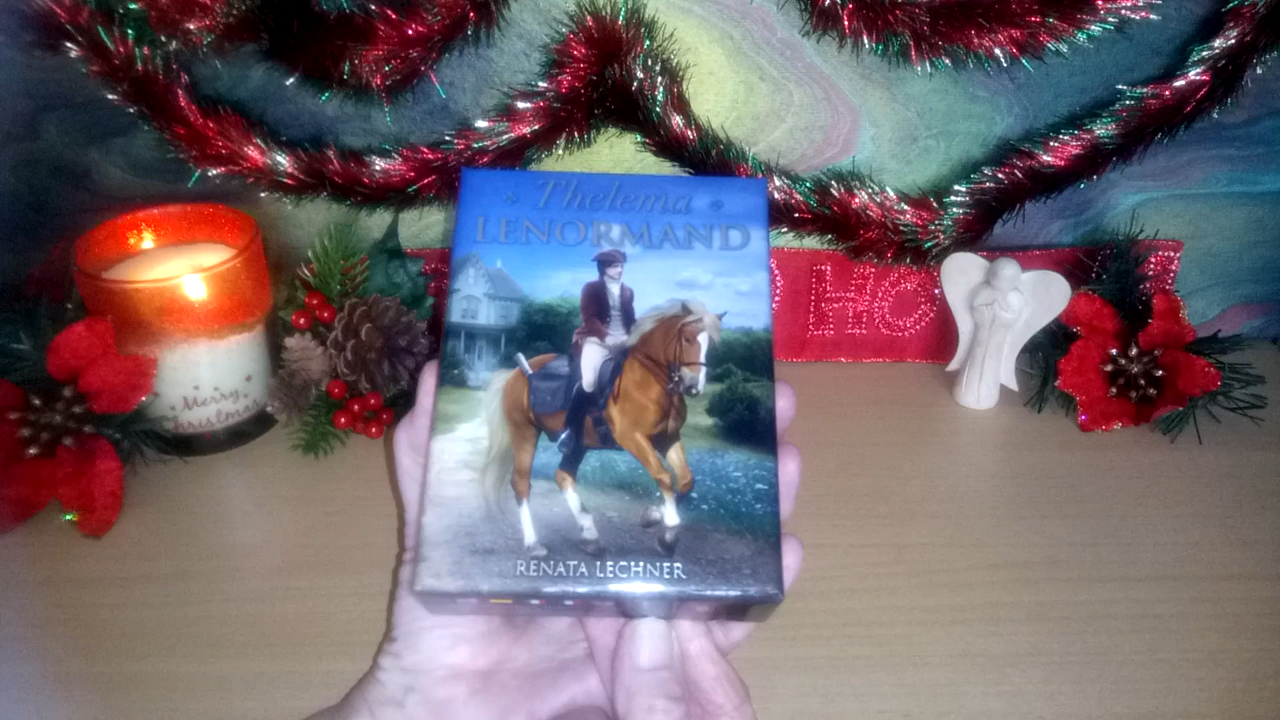 Thelema
LENORMAND
RENATA LECHNER
HO
Merry
Christmas